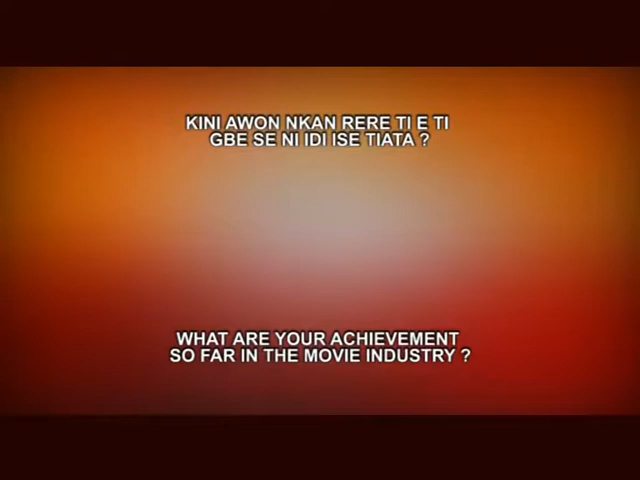 KINI AWON NKAN RERE TI E TI
GBE SE NI IDI ISE TIATA ?
WHAT ARE YOUR ACHIEVEMENT
SO FAR IN THE MOVIE INDUSTRY ?